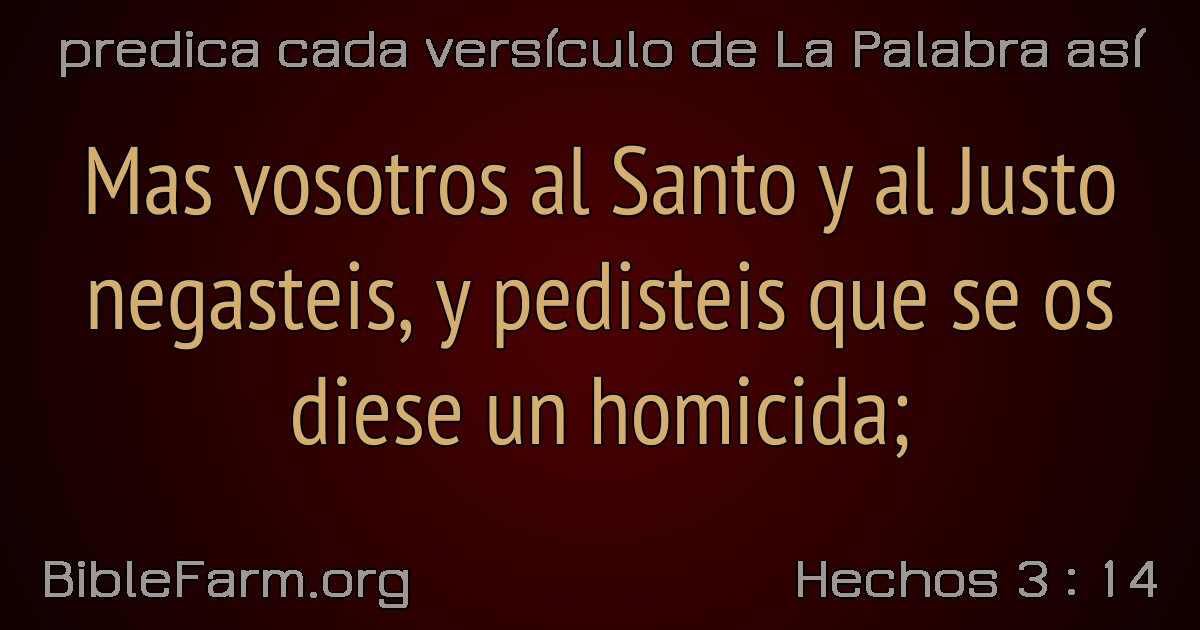 predica cada versículo de La Palabra así
Mas vosotros al Santo y al Justo
negasteis, y pedisteis que se os
diese un homicida;
BibleFarm.org
Hechos 3 : 14